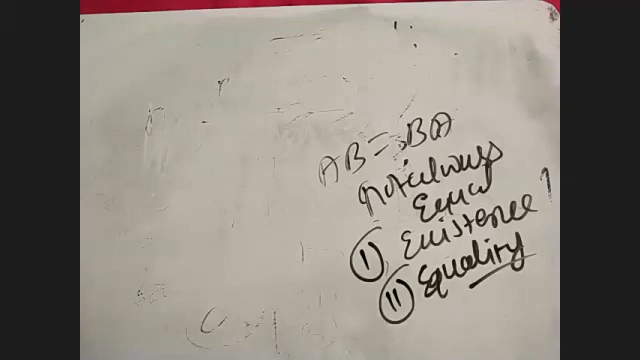 AB = BA
not always
Equal
(I) Existence
(II) Equality